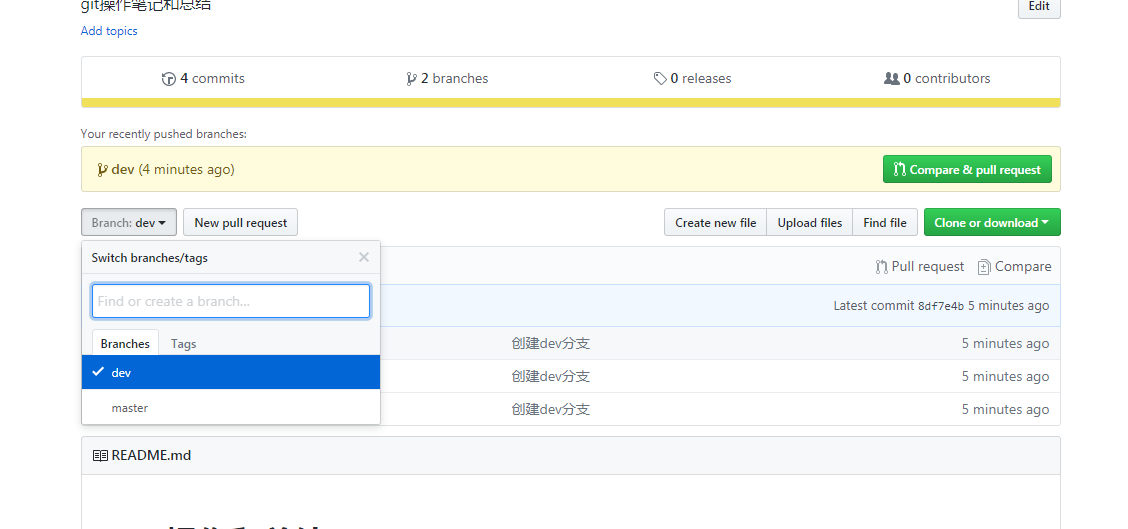 git操作笔记和总结
Edit
Add topics
4 commits
2 branches
0 releases
0 contributors
Your recently pushed branches:
dev (4 minutes ago)
Compare & pull request
Branch: dev
New pull request
Create new file
Upload files
Find file
Clone or download
Switch branches/tags
Pull request
Compare
Find or create a branch...
Latest commit 8df7e4b 5 minutes ago
Branches
Tags
创建dev分支
5 minutes ago
dev
创建dev分支
5 minutes ago
master
创建dev分支
5 minutes ago
README.md